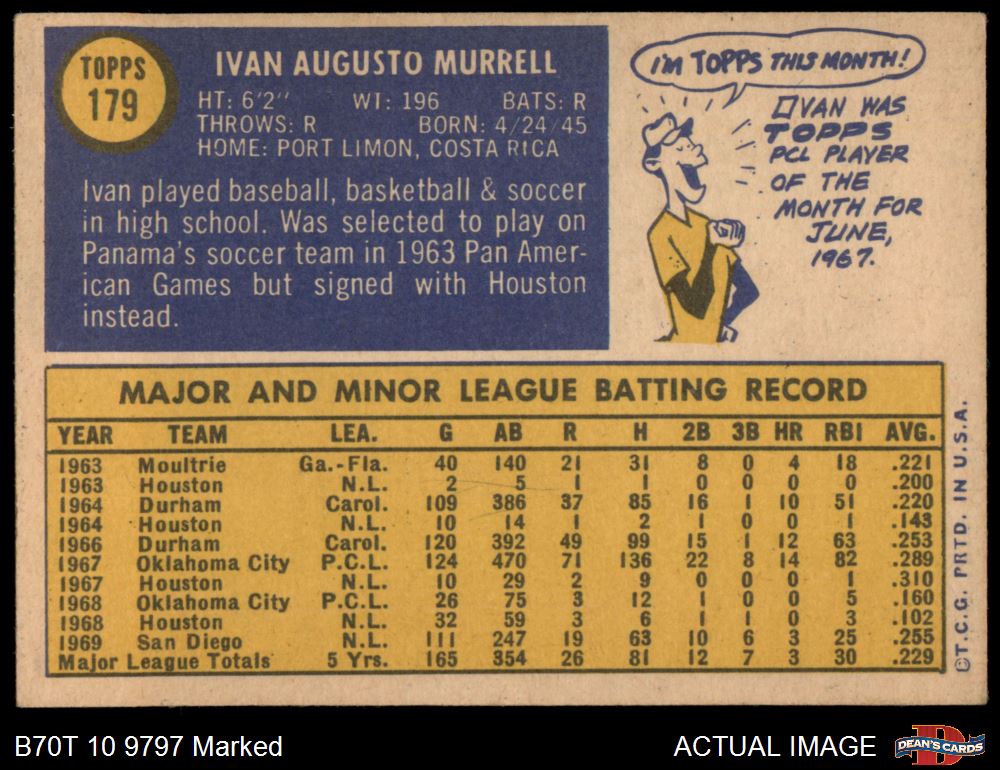 TOPPS
179
IVAN AUGUSTO MURRELL
HT: 6'2" WT: 196 BATS: R
THROWS: R BORN: 4/24/45
HOME: PORT LIMON, COSTA RICA
Ivan played baseball, basketball & soccer
in high school. Was selected to play on
Panama's soccer team in 1963 Pan Amer-
ican Games but signed with Houston
instead.
I'M TOPPS THIS MONTH!
IVAN WAS
TOPPS
PCL PLAYER
OF THE
MONTH FOR
JUNE,
1967.
MAJOR AND MINOR LEAGUE BATTING RECORD
YEAR TEAM LEA. G AB R H 2B 3B HR RBI AVG.
1963 Moultrie Ga.-Fla. 40 140 21 31 8 0 4 18 .221
1963 Houston N.L. 2 5 1 1 0 0 0 0 .200
1964 Durham Carol. 109 386 37 85 16 1 10 51 .220
1964 Houston N.L. 10 14 1 2 1 0 0 1 .143
1966 Durham Carol. 120 392 49 99 15 1 12 63 .253
1967 Oklahoma City P.C.L. 124 470 71 136 22 8 14 82 .289
1967 Houston N.L. 10 29 2 9 0 0 0 1 .310
1968 Oklahoma City P.C.L. 26 75 3 12 1 0 0 5 .160
1968 Houston N.L. 32 59 3 6 1 1 0 3 .102
1969 San Diego N.L. 111 247 19 63 10 6 3 25 .255
Major League Totals 5 Yrs. 165 354 26 81 12 7 3 30 .229
©T.C.G. PRTD. IN U.S.A.
B70T 10 9797 Marked
ACTUAL IMAGE
DEAN'S CARDS